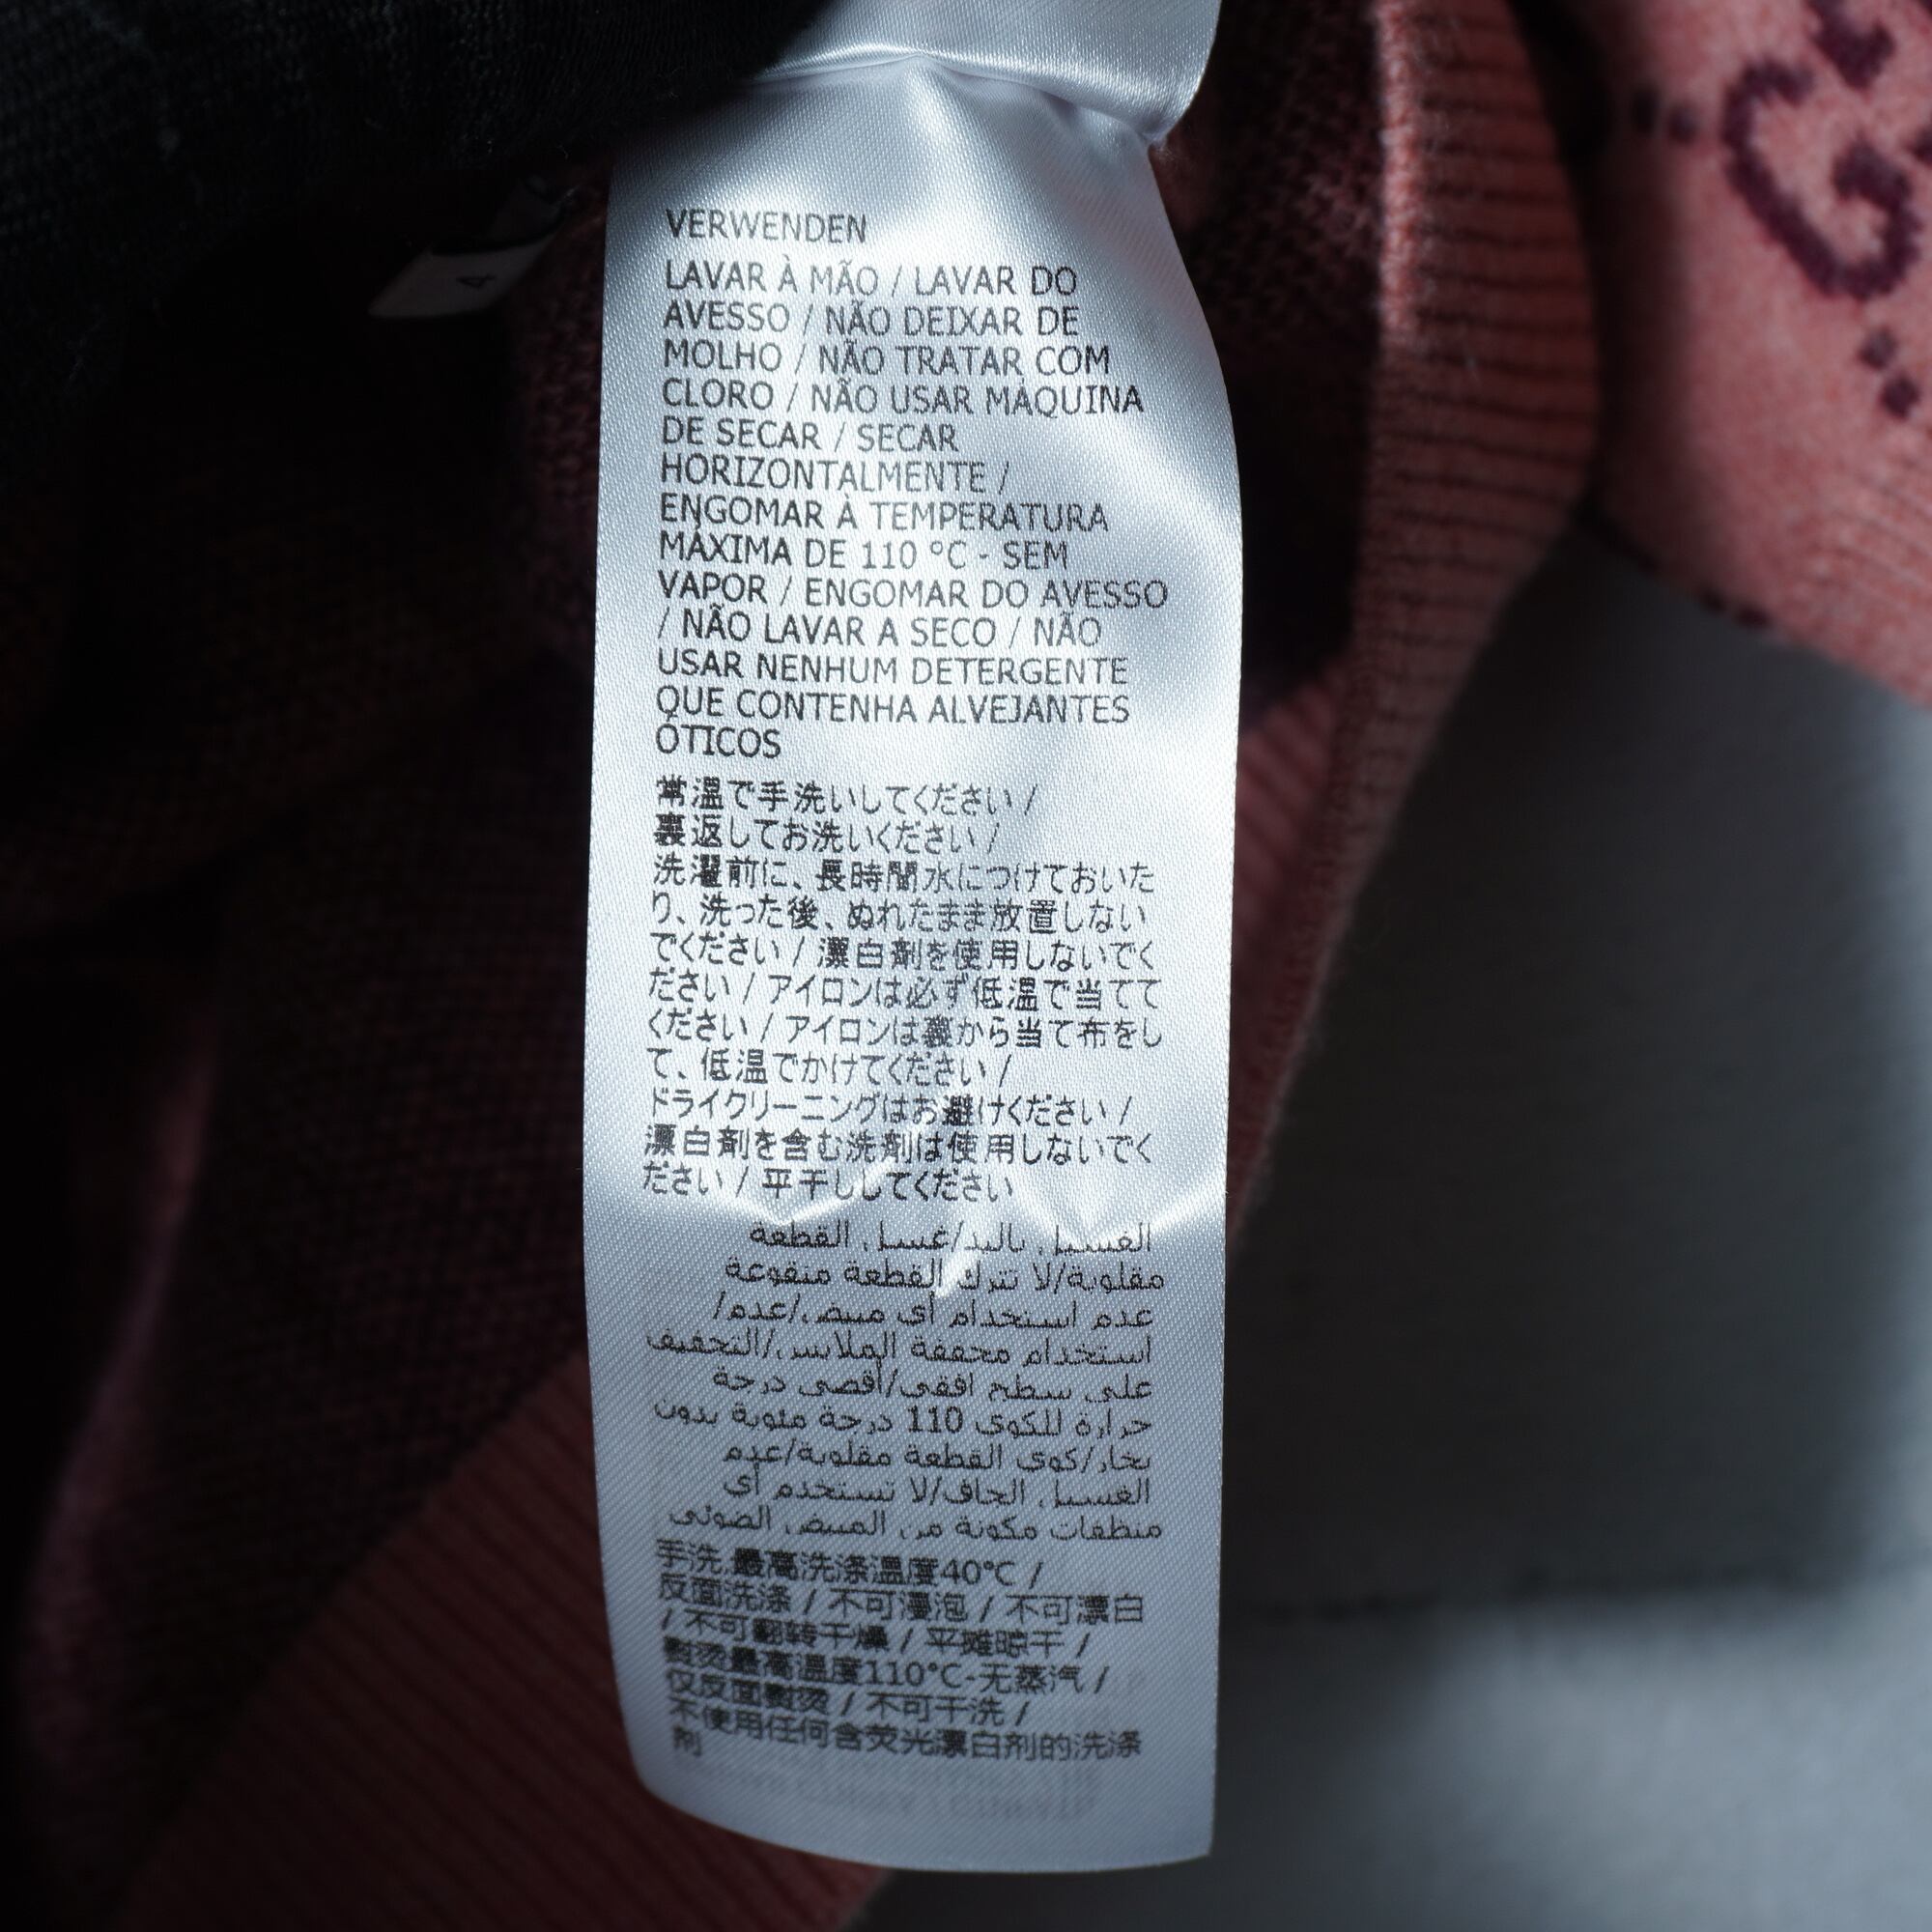 VERWENDEN
LAVAR À MÃO / LAVAR DO
AVESSO / NÃO DEIXAR DE
MOLHO / NÃO TRATAR COM
CLORO / NÃO USAR MÁQUINA
DE SECAR / SECAR
HORIZONTALMENTE /
ENGOMAR À TEMPERATURA
MÁXIMA DE 110 °C - SEM
VAPOR / ENGOMAR DO AVESSO
/ NÃO LAVAR A SECO / NÃO
USAR NENHUM DETERGENTE
QUE CONTENHA ALVEJANTES
ÓTICOS
常温で手洗いしてください /
裏返してお洗いください /
洗濯前に、長時間水につけておいた
り、洗った後、ぬれたまま放置しない
でください / 漂白剤を使用しないでく
ださい / アイロンは必ず低温で当てて
ください / アイロンは裏から当て布をし
て、低温でかけてください /
ドライクリーニングはお避けください /
漂白剤を含む洗剤は使用しないでく
ださい / 平干ししてください
الغسيل باليد/غسل القطعة
مقلوبة/لا تترك القطعة منقوعة
عدم استخدام أي مبيض/عدم/
استخدام مجففة الملابس/التجفيف
على سطح افقي/أقصى درجة
حرارة للكوي 110 درجة مئوية بدون
بخار/كوي القطعة مقلوبة/عدم
الغسيل الجاف/لا تستخدم أي
منظفات مكونة من المبيض الضوئي
手洗.最高洗涤温度40°C /
反面洗涤 / 不可浸泡 / 不可漂白
/ 不可翻转干燥 / 平摊晾干 /
熨烫最高温度110°C-无蒸汽 /
仅反面熨烫 / 不可干洗 /
不使用任何含荧光漂白剂的洗涤
剂
4